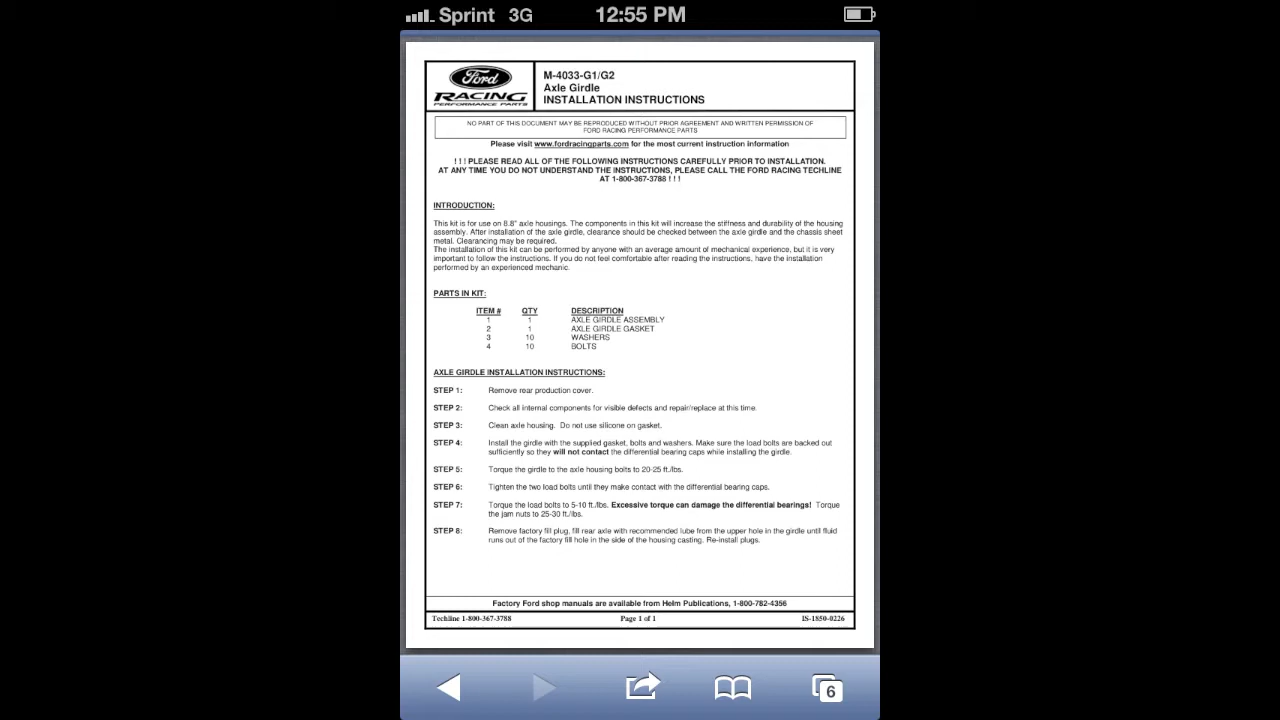 Sprint 3G 12:55 PM
Ford
RACING
PERFORMANCE PARTS
M-4033-G1/G2
Axle Girdle
INSTALLATION INSTRUCTIONS
NO PART OF THIS DOCUMENT MAY BE REPRODUCED WITHOUT PRIOR AGREEMENT AND WRITTEN PERMISSION OF
FORD RACING PERFORMANCE PARTS
Please visit www.fordracingparts.com for the most current instruction information
! ! ! PLEASE READ ALL OF THE FOLLOWING INSTRUCTIONS CAREFULLY PRIOR TO INSTALLATION.
AT ANY TIME YOU DO NOT UNDERSTAND THE INSTRUCTIONS, PLEASE CALL THE FORD RACING TECHLINE
AT 1-800-367-3788 ! ! !
INTRODUCTION:
This kit is for use on 8.8" axle housings. The components in this kit will increase the stiffness and durability of the housing
assembly. After installation of the axle girdle, clearance should be checked between the axle girdle and the chassis sheet
metal. Clearancing may be required.
The installation of this kit can be performed by anyone with an average amount of mechanical experience, but it is very
important to follow the instructions. If you do not feel comfortable after reading the instructions, have the installation
performed by an experienced mechanic.
PARTS IN KIT:
ITEM # QTY DESCRIPTION
1 1 AXLE GIRDLE ASSEMBLY
2 1 AXLE GIRDLE GASKET
3 10 WASHERS
4 10 BOLTS
AXLE GIRDLE INSTALLATION INSTRUCTIONS:
STEP 1: Remove rear production cover.
STEP 2: Check all internal components for visible defects and repair/replace at this time.
STEP 3: Clean axle housing. Do not use silicone on gasket.
STEP 4: Install the girdle with the supplied gasket, bolts and washers. Make sure the load bolts are backed out
sufficiently so they will not contact the differential bearing caps while installing the girdle.
STEP 5: Torque the girdle to the axle housing bolts to 20-25 ft./lbs.
STEP 6: Tighten the two load bolts until they make contact with the differential bearing caps.
STEP 7: Torque the load bolts to 5-10 ft./lbs. Excessive torque can damage the differential bearings! Torque
the jam nuts to 25-30 ft./lbs.
STEP 8: Remove factory fill plug, fill rear axle with recommended lube from the upper hole in the girdle until fluid
runs out of the factory fill hole in the side of the housing casting. Re-install plugs.
Factory Ford shop manuals are available from Helm Publications, 1-800-782-4356
Techline 1-800-367-3788 Page 1 of 1 IS-1850-0226
6